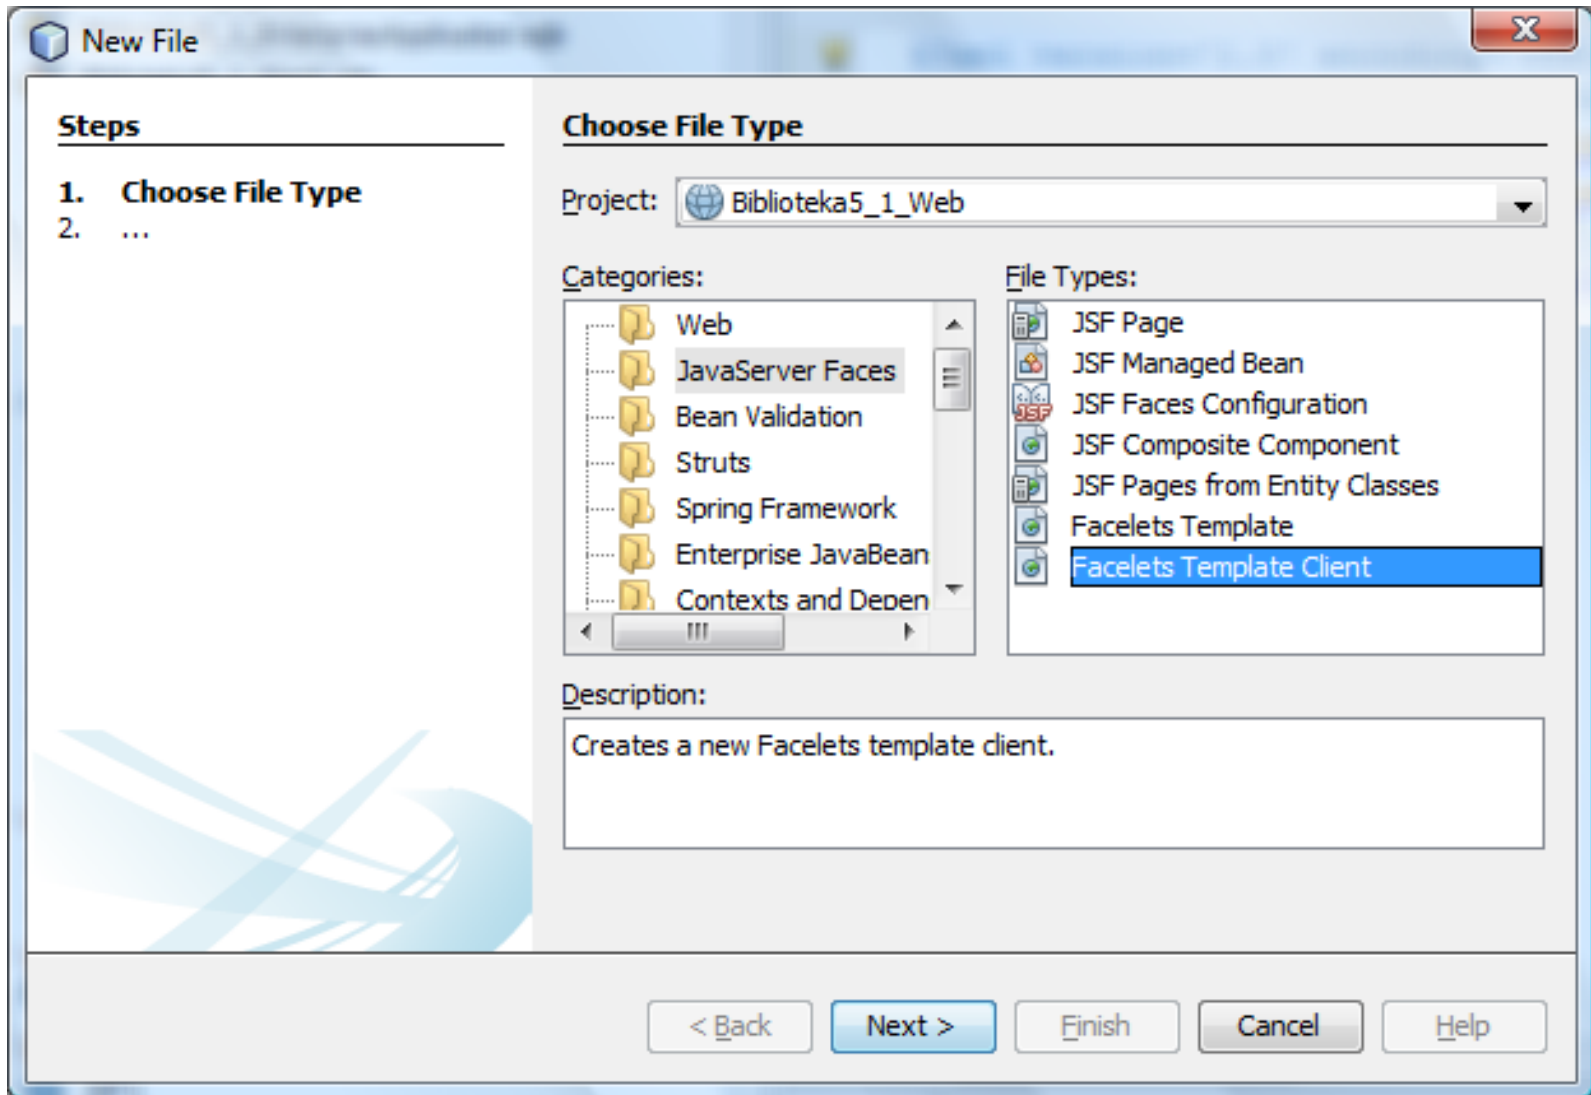 New File
Steps
1. Choose File Type
2. ...
Choose File Type
Project: Biblioteka5_1_Web
Categories:
Web
JavaServer Faces
Bean Validation
Struts
Spring Framework
Enterprise JavaBean
Contexts and Depen
File Types:
JSF Page
JSF Managed Bean
JSF Faces Configuration
JSF Composite Component
JSF Pages from Entity Classes
Facelets Template
Facelets Template Client
Description:
Creates a new Facelets template client.
< Back Next > Finish Cancel Help